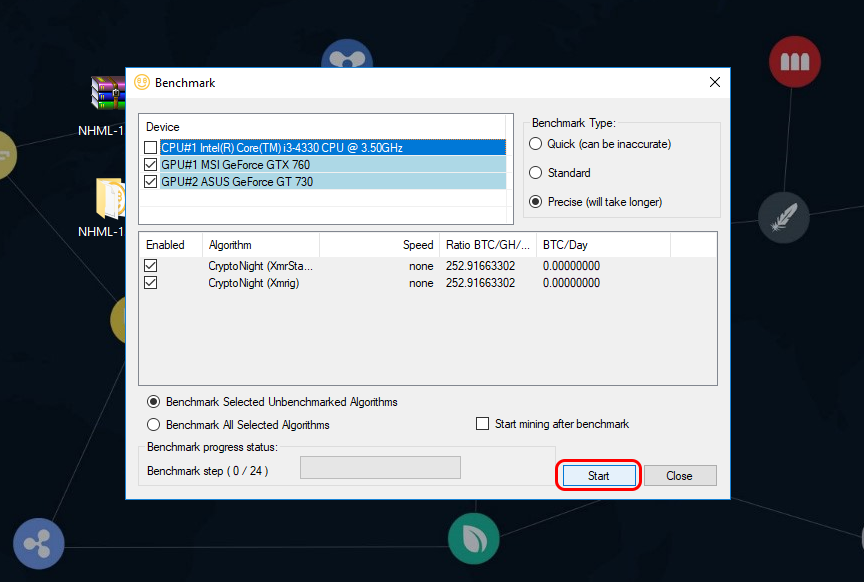 Benchmark
NHML-1
NHML-1
Device
CPU#1 Intel(R) Core(TM) i3-4330 CPU @ 3.50GHz
GPU#1 MSI GeForce GTX 760
GPU#2 ASUS GeForce GT 730
Benchmark Type:
Quick (can be inaccurate)
Standard
Precise (will take longer)
Enabled Algorithm Speed Ratio BTC/GH/... BTC/Day
CryptoNight (XmrSta... none 252.91663302 0.00000000
CryptoNight (Xmrig) none 252.91663302 0.00000000
Benchmark Selected Unbenchmarked Algorithms
Benchmark All Selected Algorithms
Start mining after benchmark
Benchmark progress status:
Benchmark step ( 0 / 24 )
Start
Close